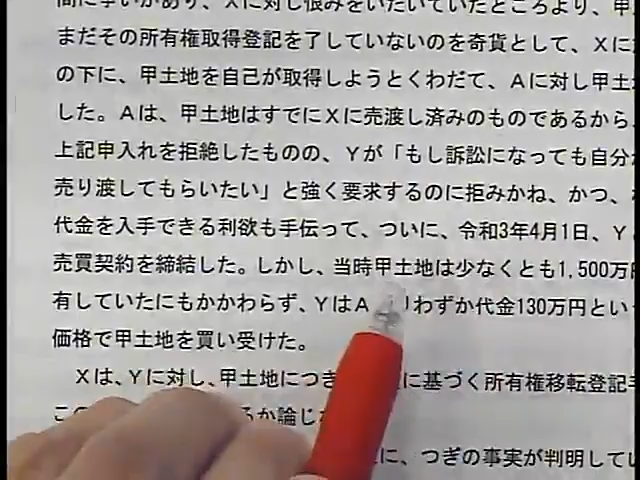 間に争いがあり、Xに対し恨みをいだいていたところより、甲
まだその所有権取得登記を了していないのを奇貨として、Xに
の下に、甲土地を自己が取得しようとくわだて、Aに対し甲土
した。Aは、甲土地はすでにXに売渡し済みのものであるから
上記申入れを拒絶したものの、Yが「もし訴訟になっても自分
売り渡してもらいたい」と強く要求するのに拒みかね、かつ、
代金を入手できる利欲も手伝って、ついに、令和3年4月1日、Y
売買契約を締結した。しかし、当時甲土地は少なくとも1,500万
有していたにもかかわらず、YはA りわずか代金130万円とい
価格で甲土地を買い受けた。
Xは、Yに対し、甲土地につき に基づく所有権移転登記
こ るか論じ
に、つぎの事実が判明して